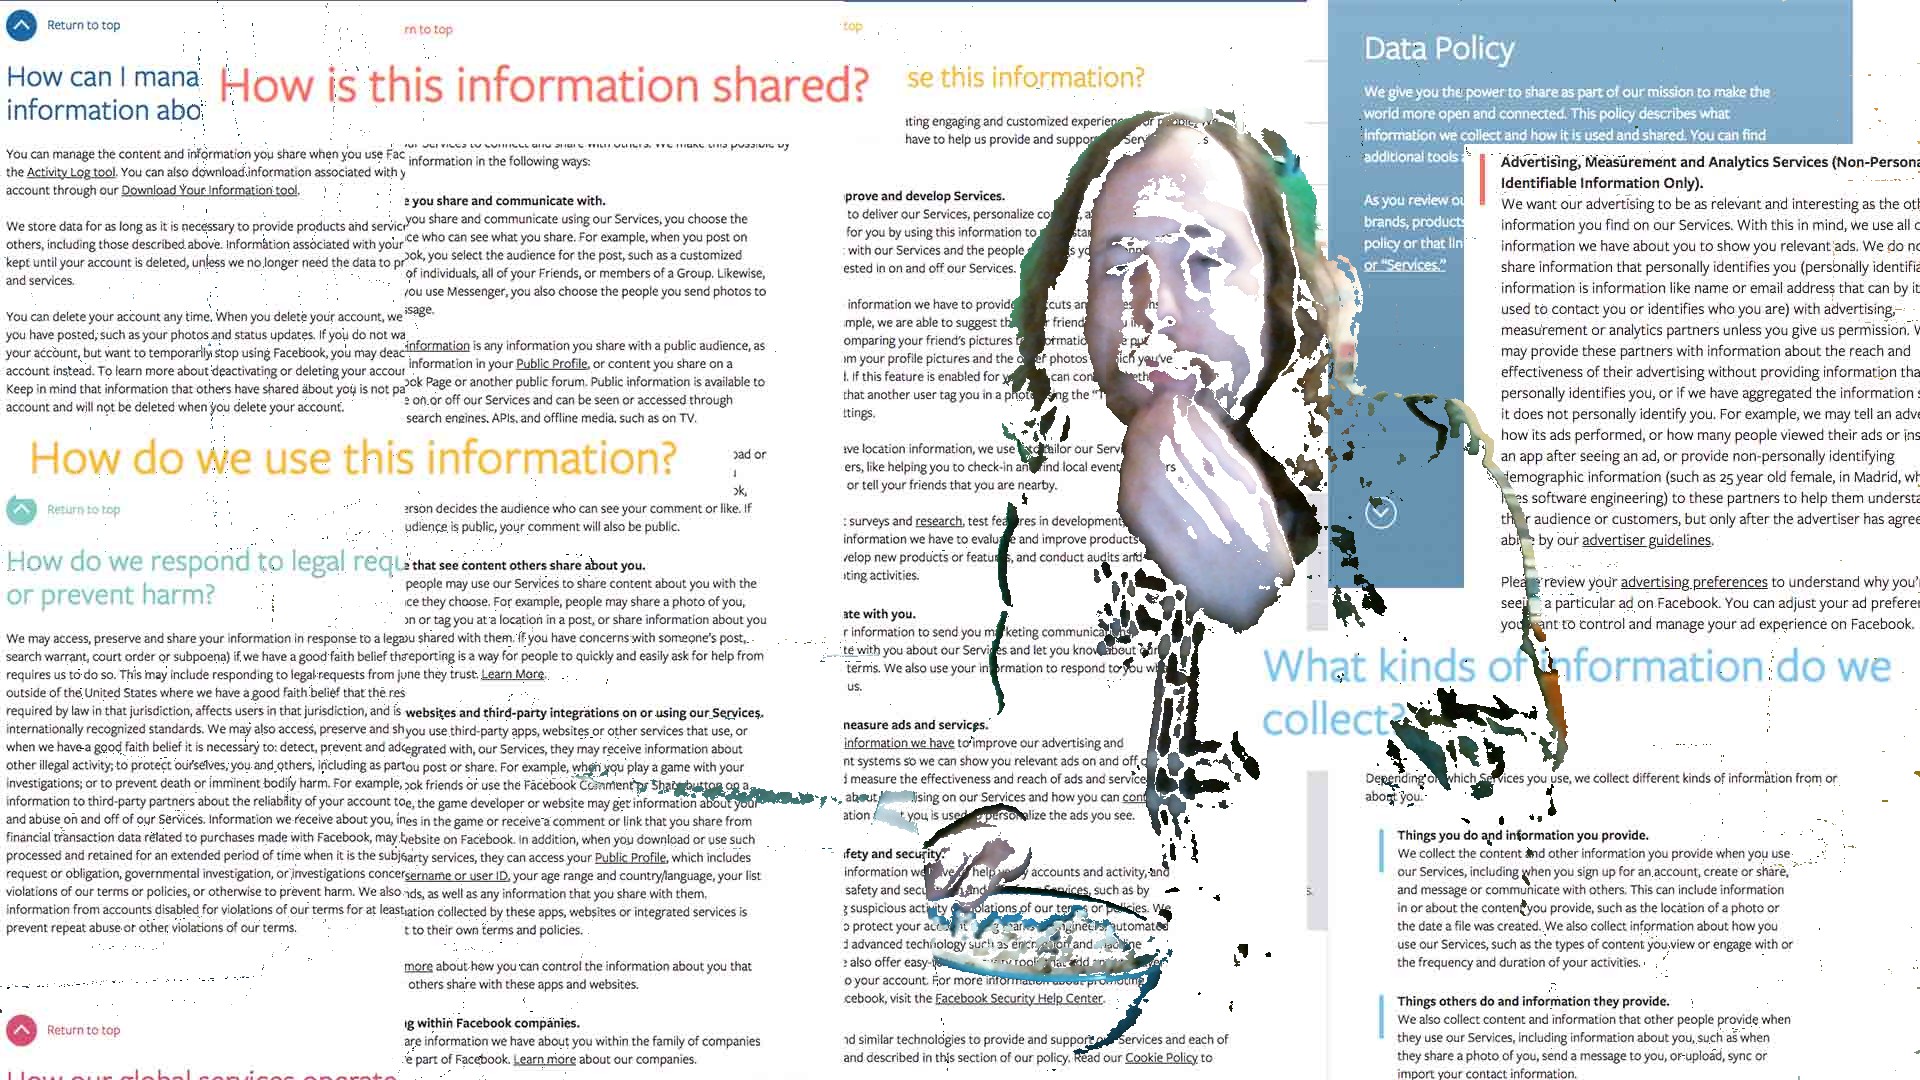 Return to top
How can I mana
information abo
You can manage the content and information you share when you use Fac
the Activity Log tool. You can also download information associated with y
account through our Download Your Information tool.
We store data for as long as it is necessary to provide products and service
others, including those described above. Information associated with your
kept until your account is deleted, unless we no longer need the data to pr
and services.
You can delete your account any time. When you delete your account, we
you have posted, such as your photos and status updates. If you do not wa
your account, but want to temporarily stop using Facebook, you may deac
account instead. To learn more about deactivating or deleting your accour
Keep in mind that information that others have shared about you is not pa
account and will not be deleted when you delete your account.
How do we use this information?
Return to top
How do we respond to legal requ
or prevent harm?
We may access, preserve and share your information in response to a lega
search warrant, court order or subpoena) if we have a good faith belief th
requires us to do so. This may include responding to legal requests from j
outside of the United States where we have a good faith belief that the res
required by law in that jurisdiction, affects users in that jurisdiction, and is
internationally recognized standards. We may also access, preserve and sh
when we have a good faith belief it is necessary to: detect, prevent and add
other illegal activity; to protect ourselves, you and others, including as part
investigations; or to prevent death or imminent bodily harm. For example,
information to third-party partners about the reliability of your account to
and abuse on and off of our Services. Information we receive about you, i
financial transaction data related to purchases made with Facebook, may b
processed and retained for an extended period of time when it is the subj
request or obligation, governmental investigation, or investigations concer
violations of our terms or policies, or otherwise to prevent harm. We also
information from accounts disabled for violations of our terms for at least
prevent repeat abuse or other violations of our terms.
Return to top
How our global services operate
rn to top
How is this information shared?
information in the following ways:
e you share and communicate with.
you share and communicate using our Services, you choose the
ce who can see what you share. For example, when you post on
ook, you select the audience for the post, such as a customized
of individuals, all of your Friends, or members of a Group. Likewise,
you use Messenger, you also choose the people you send photos to
ssage.
information is any information you share with a public audience, as
information in your Public Profile, or content you share on a
ook Page or another public forum. Public information is available to
e on or off our Services and can be seen or accessed through
search engines, APIs, and offline media, such as on TV.
oad or
ok,
erson decides the audience who can see your comment or like. If
udience is public, your comment will also be public.
e that see content others share about you.
people may use our Services to share content about you with the
ce they choose. For example, people may share a photo of you,
on or tag you at a location in a post, or share information about you
ou shared with them. If you have concerns with someone's post,
reporting is a way for people to quickly and easily ask for help from
ne they trust. Learn More.
websites and third-party integrations on or using our Services.
you use third-party apps, websites or other services that use, or
egrated with, our Services, they may receive information about
ou post or share. For example, when you play a game with your
ok friends or use the Facebook Comment or Share button on a
e, the game developer or website may get information about your
es in the game or receive a comment or link that you share from
ebsite on Facebook. In addition, when you download or use such
arty services, they can access your Public Profile, which includes
sername or user ID, your age range and country/language, your list
nds, as well as any information that you share with them.
ation collected by these apps, websites or integrated services is
t to their own terms and policies.
more about how you can control the information about you that
others share with these apps and websites.
g within Facebook companies.
are information we have about you within the family of companies
e part of Facebook. Learn more about our companies.
top
se this information?
ating engaging and customized experien
have to help us provide and suppor
prove and develop Services.
to deliver our Services, personalize
for you by using this information to
with our Services and the people
ested in on and off our Services.
information we have to provide
mple, we are able to suggest
omparing your friend's pictures
m your profile pictures and the other photos
d. If this feature is enabled for
that another user tag you in a photo
ttings.
ave location information, we use tailor our Serv
ers, like helping you to check-in and find local event
or tell your friends that you are nearby.
t surveys and research, test features in development
information we have to evaluate and improve products
velop new products or features, and conduct audits and
ting activities.
ate with you.
r information to send you marketing communica
te with you about our Services and let you know about our
terms. We also use your information to respond to you w
us.
measure ads and services.
information we have to improve our advertising and
nt systems so we can show you relevant ads on and off
d measure the effectiveness and reach of ads and service
about advertising on our Services and how you can cont
ation you is used to personalize the ads you see.
fety and security.
information we have help accounts and activity, and
safety and Services, such as by
g suspicious activity violations of our terms or policies. We
o protect your engineers, automated
d advanced technology such as encryption and
e also offer
o your account. For more information about promoting
cebook, visit the Facebook Security Help Center.
nd similar technologies to provide and support our Services and each of
and described in this section of our policy. Read our Cookie Policy to
Data Policy
We give you the power to share as part of our mission to make the
world more open and connected. This policy describes what
information we collect and how it is used and shared. You can find
additional tools
As you review ou
brands, products
policy or that lin
or "Services."
Advertising, Measurement and Analytics Services (Non-Persona
Identifiable Information Only).
We want our advertising to be as relevant and interesting as the oth
information you find on our Services. With this in mind, we use all o
information we have about you to show you relevant ads. We do no
share information that personally identifies you (personally identifia
information is information like name or email address that can by it
used to contact you or identifies who you are) with advertising,
measurement or analytics partners unless you give us permission. W
may provide these partners with information about the reach and
effectiveness of their advertising without providing information tha
personally identifies you, or if we have aggregated the information s
it does not personally identify you. For example, we may tell an adve
how its ads performed, or how many people viewed their ads or ins
an app after seeing an ad, or provide non-personally identifying
demographic information (such as 25 year old female, in Madrid, wh
es software engineering) to these partners to help them understa
their audience or customers, but only after the advertiser has agree
abide by our advertiser guidelines.
Please review your advertising preferences to understand why you'r
seeing a particular ad on Facebook. You can adjust your ad preferen
you want to control and manage your ad experience on Facebook.
What kinds of information do we
collect?
Depending on which Services you use, we collect different kinds of information from or
about you.
Things you do and information you provide.
We collect the content and other information you provide when you use
our Services, including when you sign up for an account, create or share,
and message or communicate with others. This can include information
in or about the content you provide, such as the location of a photo or
the date a file was created. We also collect information about how you
use our Services, such as the types of content you view or engage with or
the frequency and duration of your activities.
Things others do and information they provide.
We also collect content and information that other people provide when
they use our Services, including information about you, such as when
they share a photo of you, send a message to you, or upload, sync or
import your contact information.